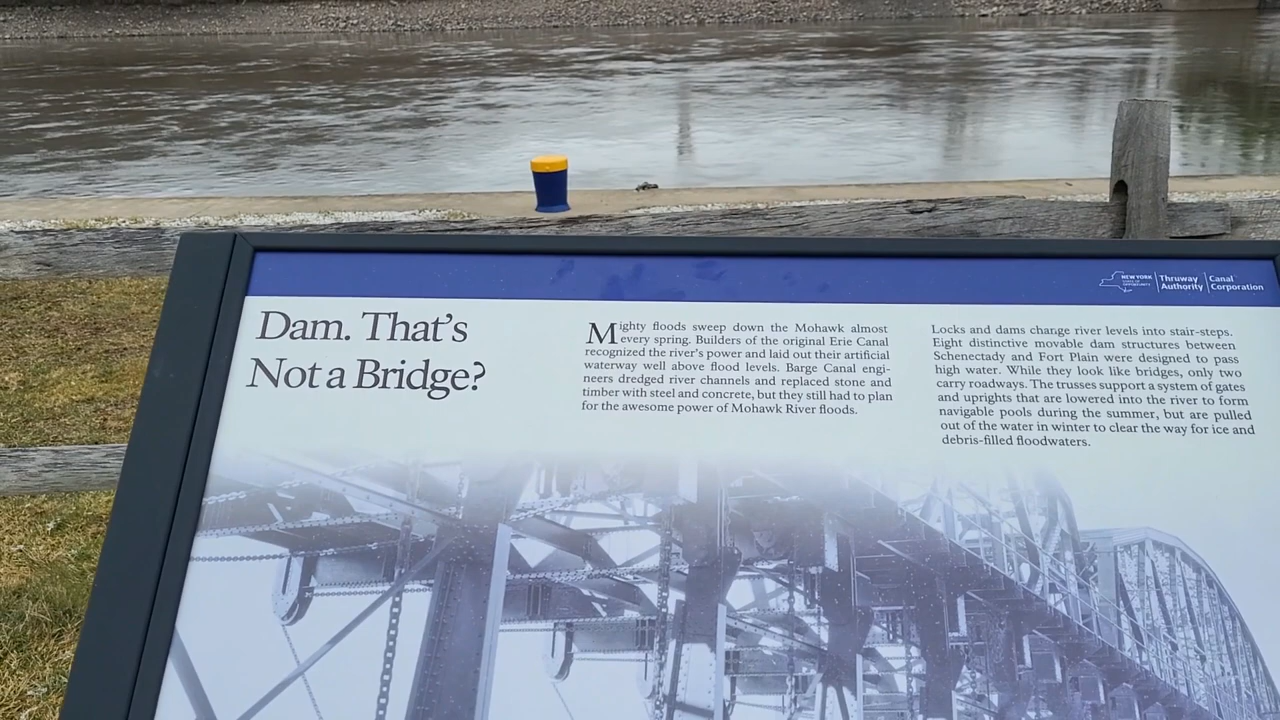 NEW YORK
Thruway
Authority
Canal
Corporation
Dam. That's
Not a Bridge?
Mighty floods sweep down the Mohawk almost
every spring. Builders of the original Erie Canal
recognized the river's power and laid out their artificial
waterway well above flood levels. Barge Canal engi-
neers dredged river channels and replaced stone and
timber with steel and concrete, but they still had to plan
for the awesome power of Mohawk River floods.
Locks and dams change river levels into stair-steps.
Eight distinctive movable dam structures between
Schenectady and Fort Plain were designed to pass
high water. While they look like bridges, only two
carry roadways. The trusses support a system of gates
and uprights that are lowered into the river to form
navigable pools during the summer, but are pulled
out of the water in winter to clear the way for ice and
debris-filled floodwaters.